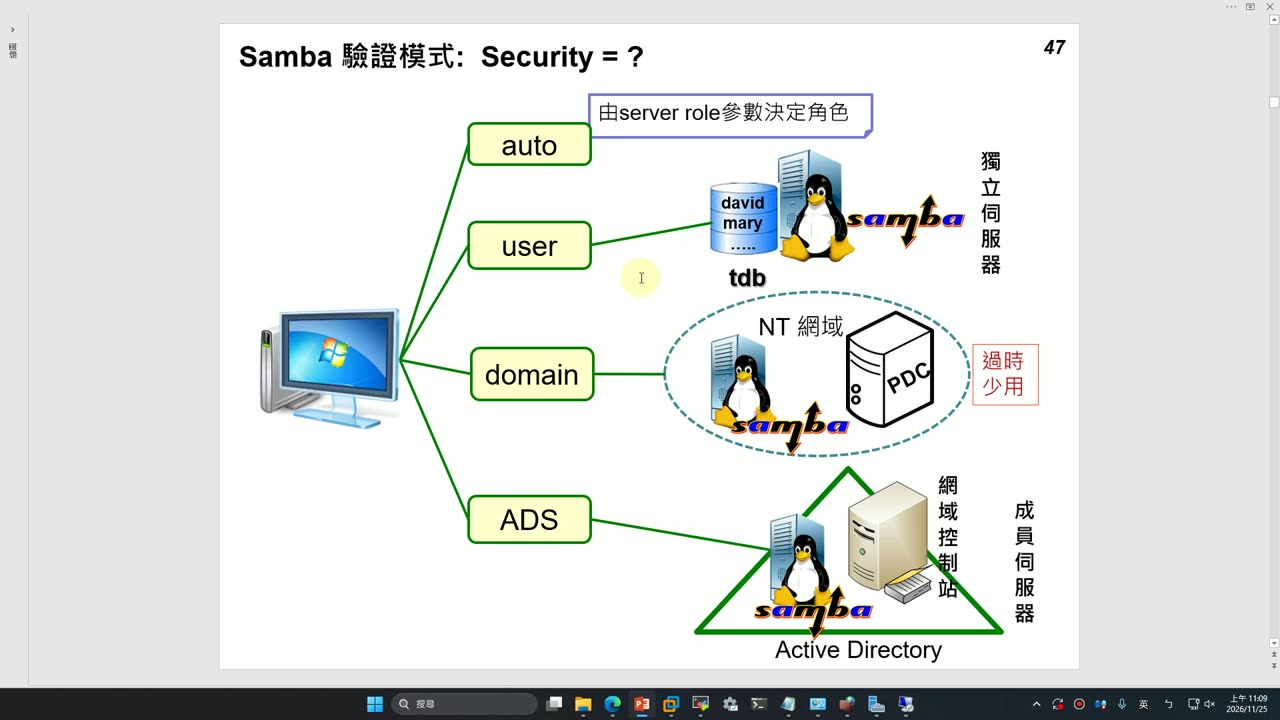 Samba 驗證模式:  Security = ?
47
由server role參數決定角色
auto
david
mary
.....
samba
獨立伺服器
user
tdb
NT 網域
PDC
samba
過時
少用
domain
網域控制站
成員伺服器
ADS
samba
Active Directory
搜尋
英
上午 11:09
2026/11/25